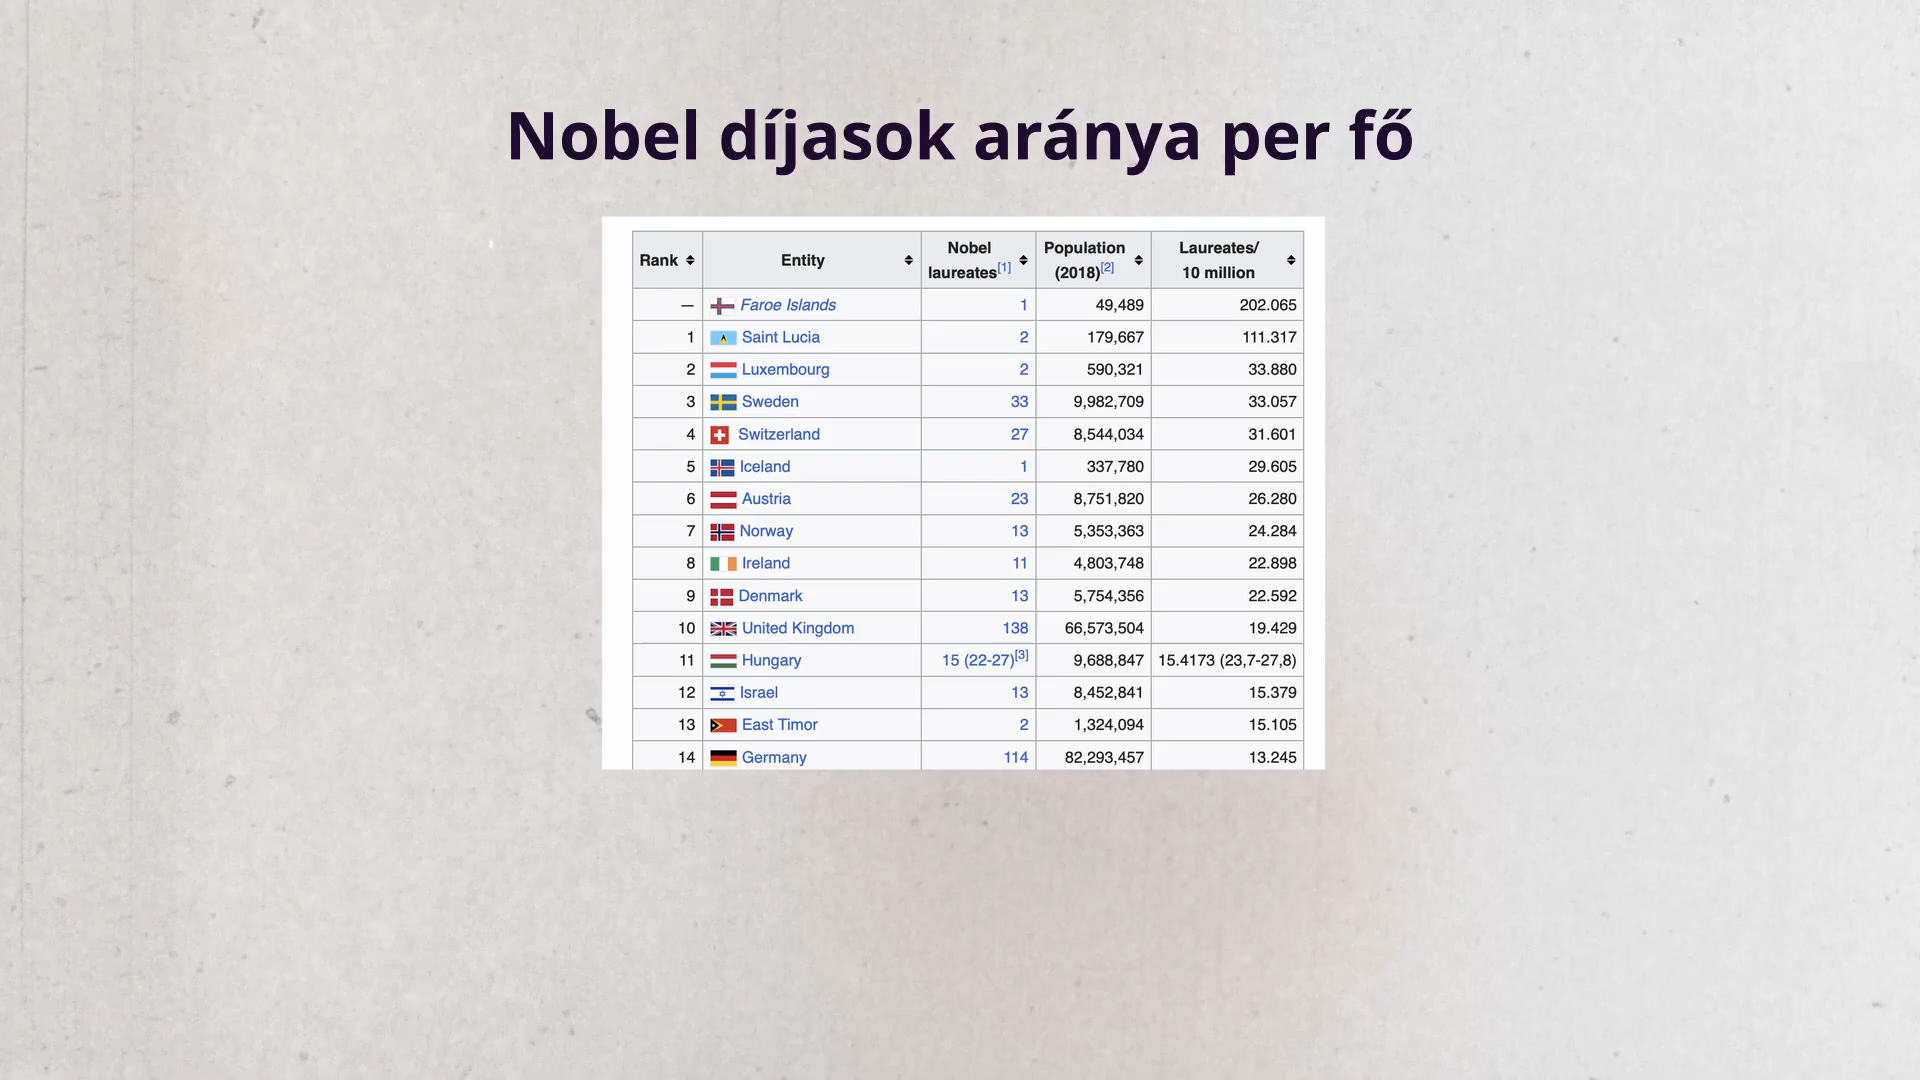 Nobel díjasok aránya per fő
Rank Entity Nobel laureates[1] Population (2018)[2] Laureates/ 10 million
— Faroe Islands 1 49,489 202.065
1 Saint Lucia 2 179,667 111.317
2 Luxembourg 2 590,321 33.880
3 Sweden 33 9,982,709 33.057
4 Switzerland 27 8,544,034 31.601
5 Iceland 1 337,780 29.605
6 Austria 23 8,751,820 26.280
7 Norway 13 5,353,363 24.284
8 Ireland 11 4,803,748 22.898
9 Denmark 13 5,754,356 22.592
10 United Kingdom 138 66,573,504 19.429
11 Hungary 15 (22-27)[3] 9,688,847 15.4173 (23,7-27,8)
12 Israel 13 8,452,841 15.379
13 East Timor 2 1,324,094 15.105
14 Germany 114 82,293,457 13.245